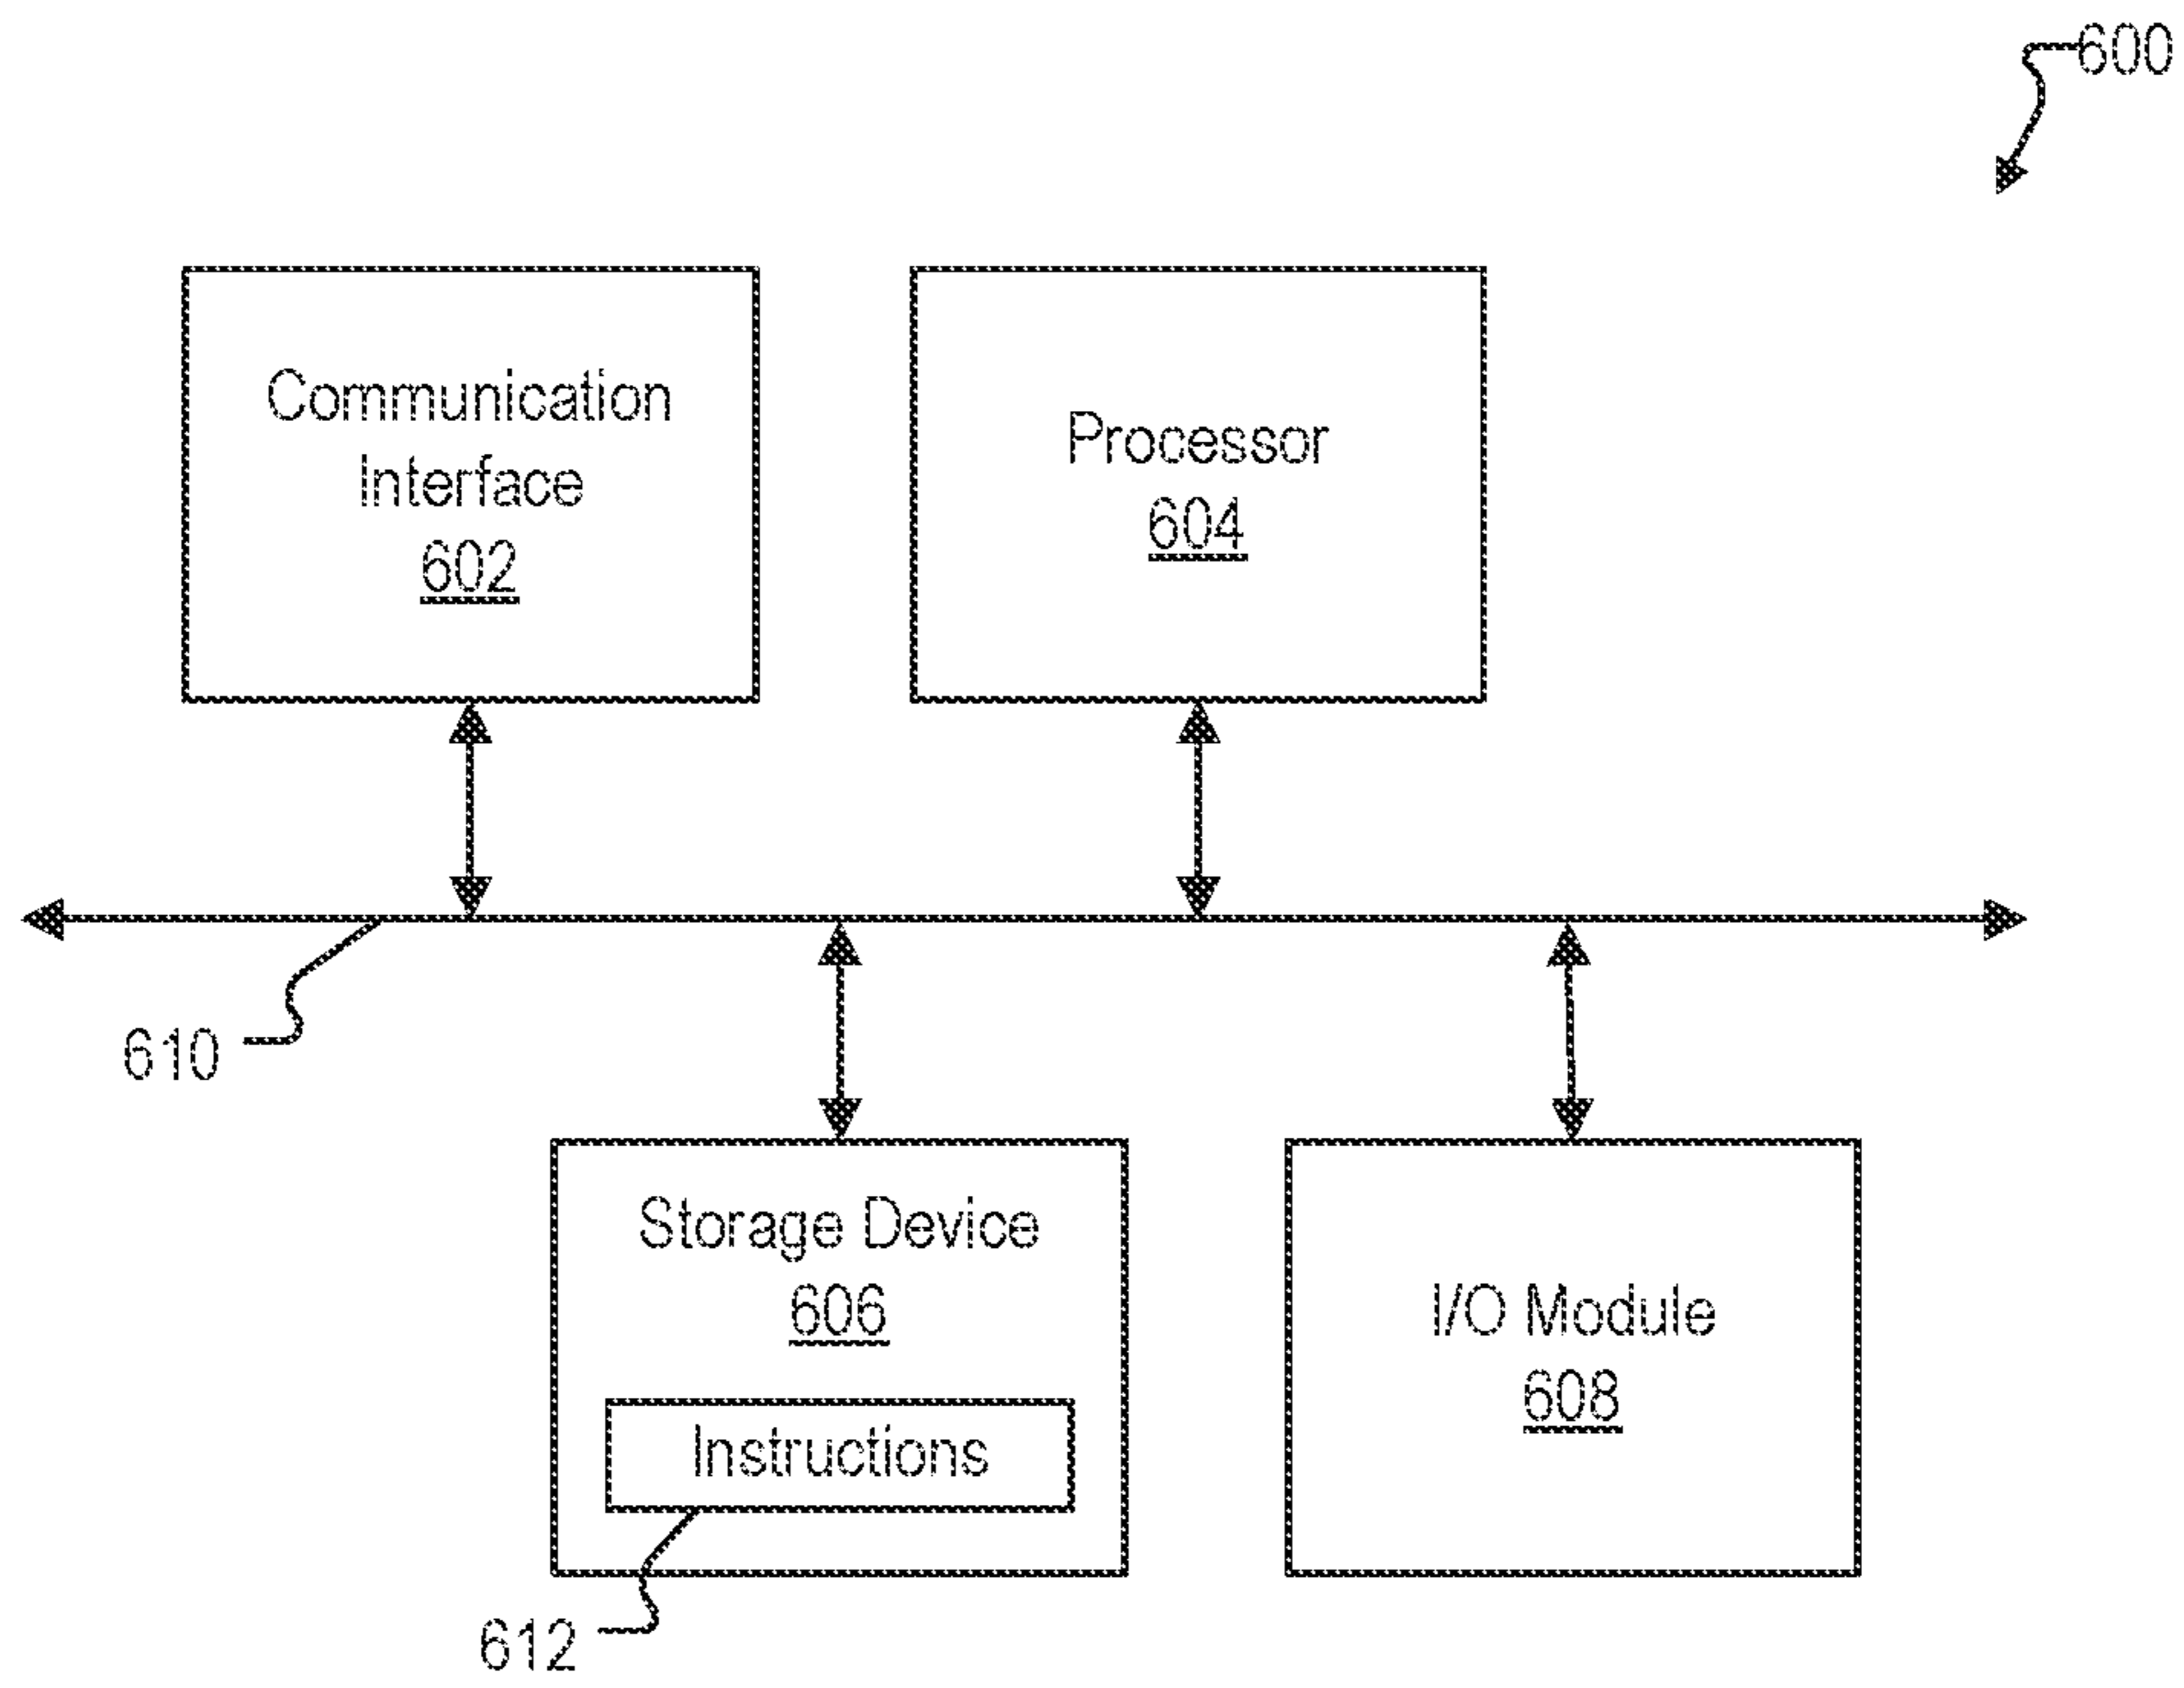 600
Communication
Interface
602
Processor
604
610
Storage Device
606
Instructions
612
I/O Module
608